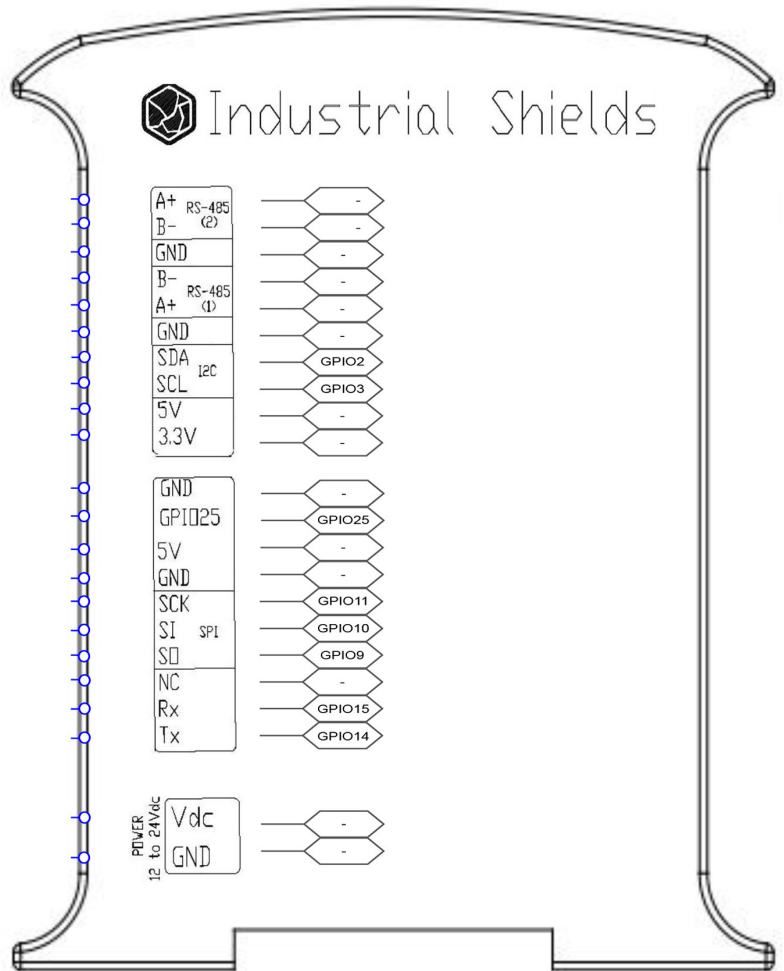 Industrial Shields
A+ RS-485 -
B- (2) -
GND -
B- RS-485 -
A+ (1) -
GND -
SDA I2C GPIO2
SCL GPIO3
5V -
3.3V -
GND -
GPIO25 GPIO25
5V -
GND -
SCK GPIO11
SI SPI GPIO10
SO GPIO9
NC -
Rx GPIO15
Tx GPIO14
POWER
12 to 24Vdc
Vdc -
GND -